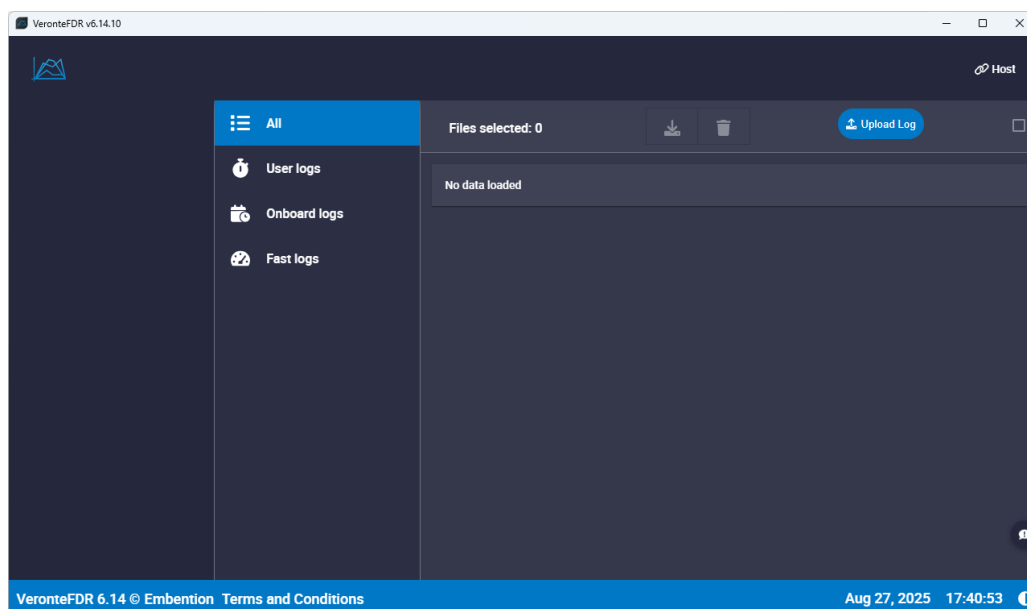 VeronteFDR v6.14.10
Host
All
Files selected: 0
Upload Log
User logs
No data loaded
Onboard logs
Fast logs
VeronteFDR 6.14 © Embention Terms and Conditions
Aug 27, 2025 17:40:53